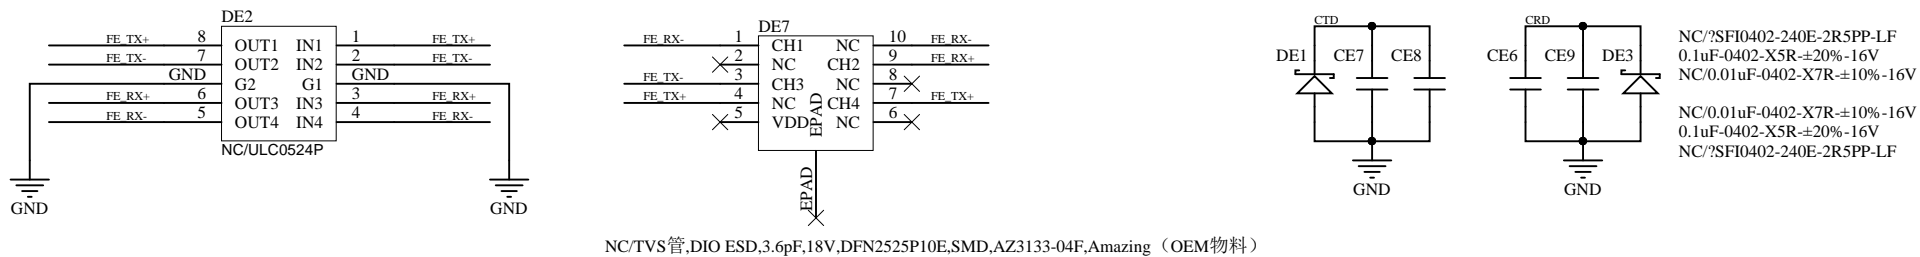 DE2
FE_TX+ 8 OUT1 IN1 1 FE_TX+
FE_TX- 7 OUT2 IN2 2 FE_TX-
GND G2 G1 GND
FE_RX+ 6 OUT3 IN3 3 FE_RX+
FE_RX- 5 OUT4 IN4 4 FE_RX-
NC/ULC0524P
GND
GND
DE7
FE_RX- 1 CH1 NC 10 FE_RX-
2 NC CH2 9 FE_RX+
FE_TX- 3 CH3 NC 8
FE_TX+ 4 NC CH4 7 FE_TX+
5 VDD NC 6
EPAD
EPAD
NC/TVS管,DIO ESD,3.6pF,18V,DFN2525P10E,SMD,AZ3133-04F,Amazing（OEM物料）
CTD
DE1 CE7 CE8
GND
CRD
CE6 CE9 DE3
GND
NC/?SFI0402-240E-2R5PP-LF
0.1uF-0402-X5R-±20%-16V
NC/0.01uF-0402-X7R-±10%-16V
NC/0.01uF-0402-X7R-±10%-16V
0.1uF-0402-X5R-±20%-16V
NC/?SFI0402-240E-2R5PP-LF